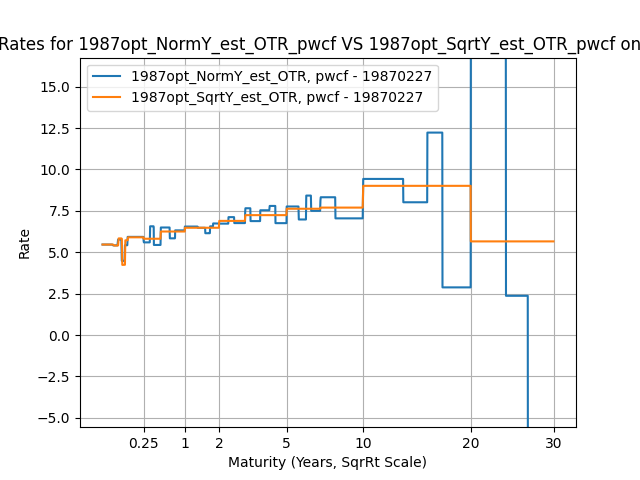 Rates for 1987opt_NormY_est_OTR_pwcf VS 1987opt_SqrtY_est_OTR_pwcf on
1987opt_NormY_est_OTR, pwcf - 19870227
1987opt_SqrtY_est_OTR, pwcf - 19870227
15.0
12.5
10.0
7.5
5.0
2.5
0.0
−2.5
−5.0
Rate
0.25 1 2 5 10 20 30
Maturity (Years, SqrRt Scale)